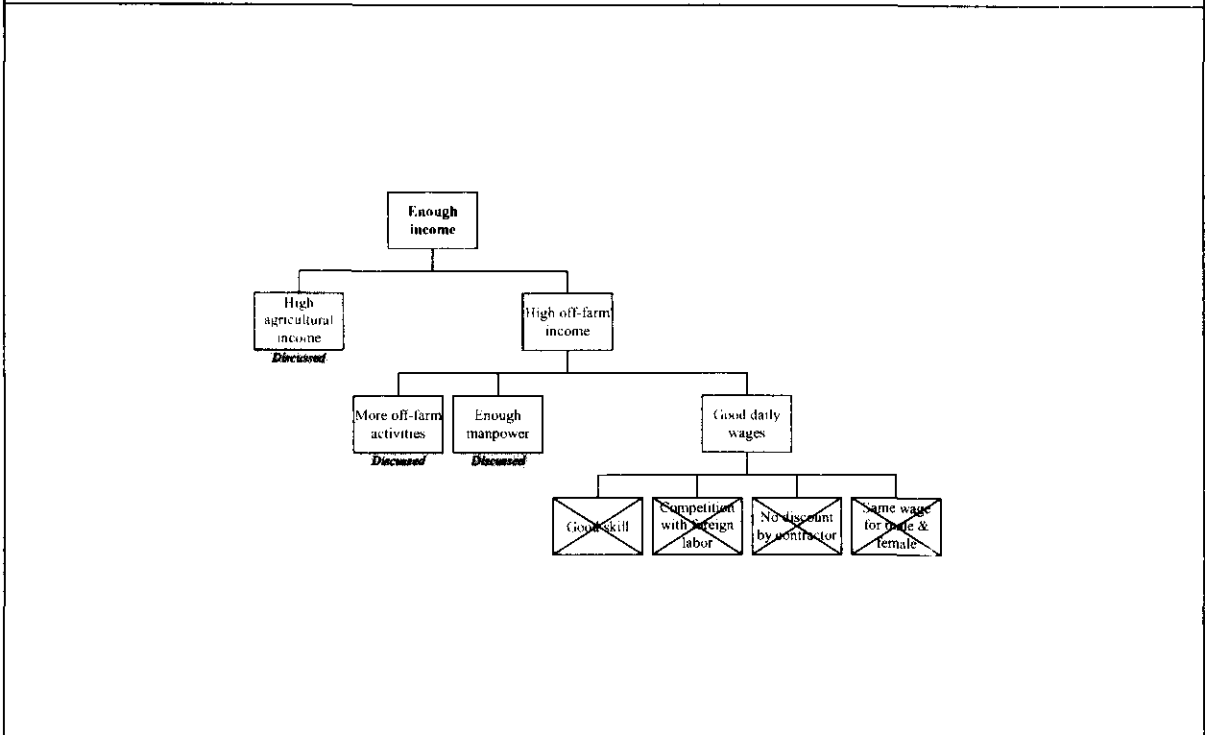 Enough
income
High
agricultural
income
Discussed
High off-farm
income
More off-farm
activities
Discussed
Enough
manpower
Discussed
Good daily
wages
Good skill
Competition
with foreign
labor
No discount
by contractor
Same wage
for male &
female